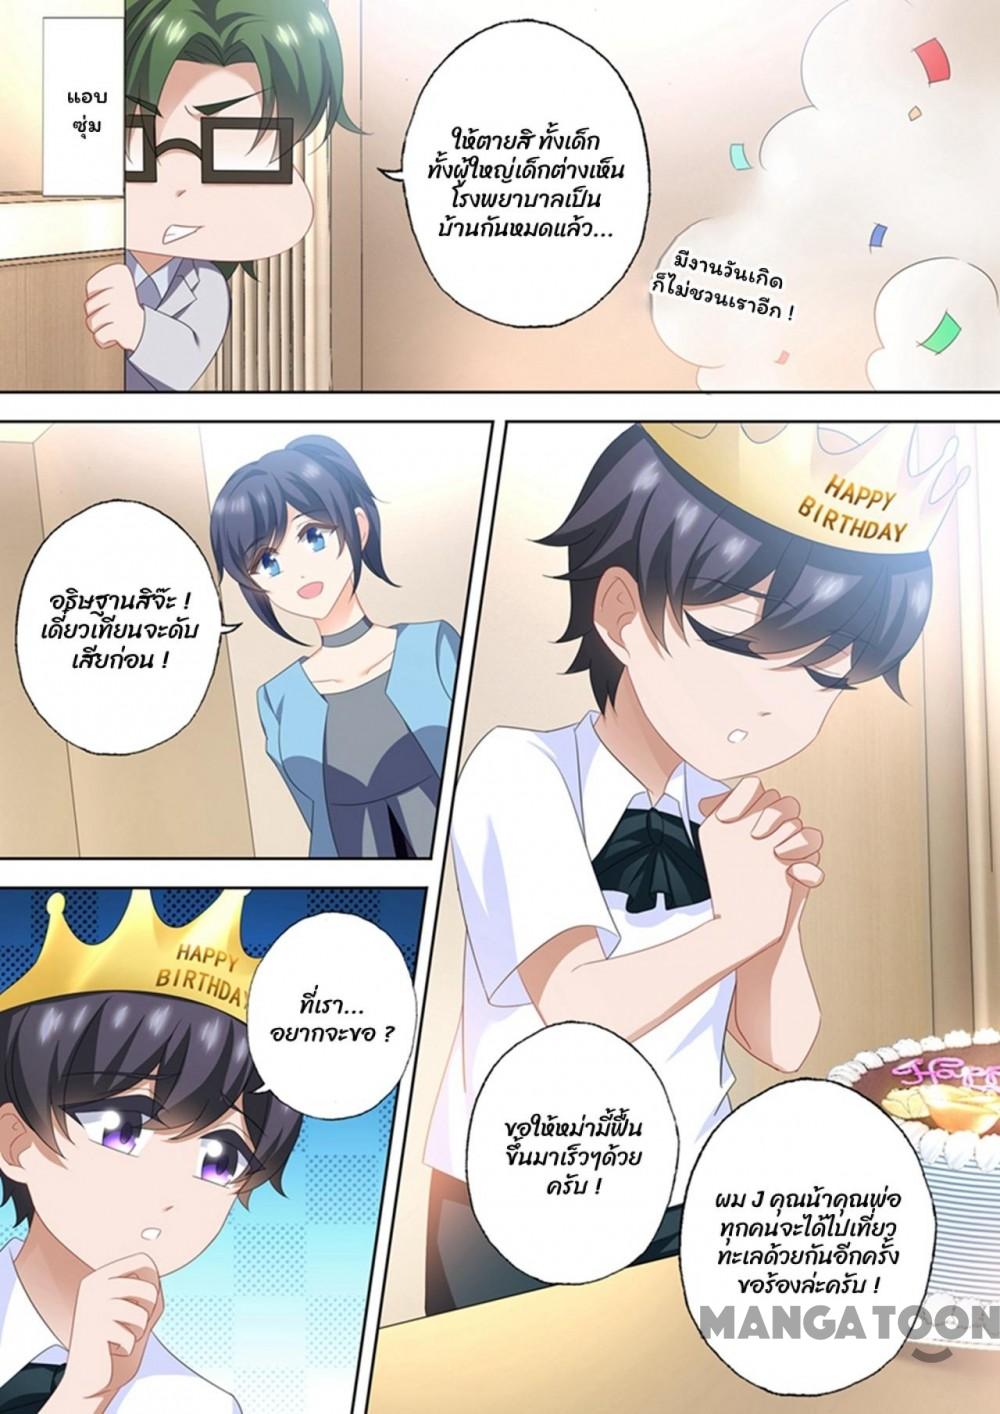 แอบ
ซุ่ม
ให้ตายสิ ทั้งเด็ก
ทั้งผู้ใหญ่เด็กต่างเห็น
โรงพยาบาลเป็น
บ้านกันหมดแล้ว...
มีงานวันเกิด
ก็ไม่ชวนเราอีก !
อธิษฐานสิจ๊ะ !
เดี๋ยวเทียนจะดับ
เสียก่อน !
HAPPY
BIRTHDAY
HAPPY
BIRTHDAY
ที่เรา...
อยากจะขอ ?
ขอให้หม่ามี้ฟื้น
ขึ้นมาเร็วๆด้วย
ครับ !
Happ
ผม J คุณน้าคุณพ่อ
ทุกคนจะได้ไปเที่ยว
ทะเลด้วยกันอีกครั้ง
ขอร้องล่ะครับ !
MANGATOON